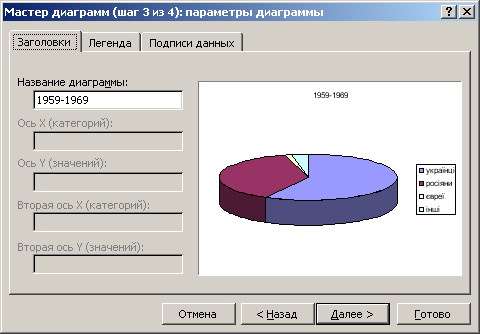 Мастер диаграмм (шаг 3 из 4): параметры диаграммы
Заголовки
Легенда
Подписи данных
Название диаграммы:
1959-1969
Ось X (категорий):
Ось Y (значений):
Вторая ось X (категорий):
Вторая ось Y (значений):
1959-1969
українці
росіяни
євреї
інші
Отмена
< Назад
Далее >
Готово